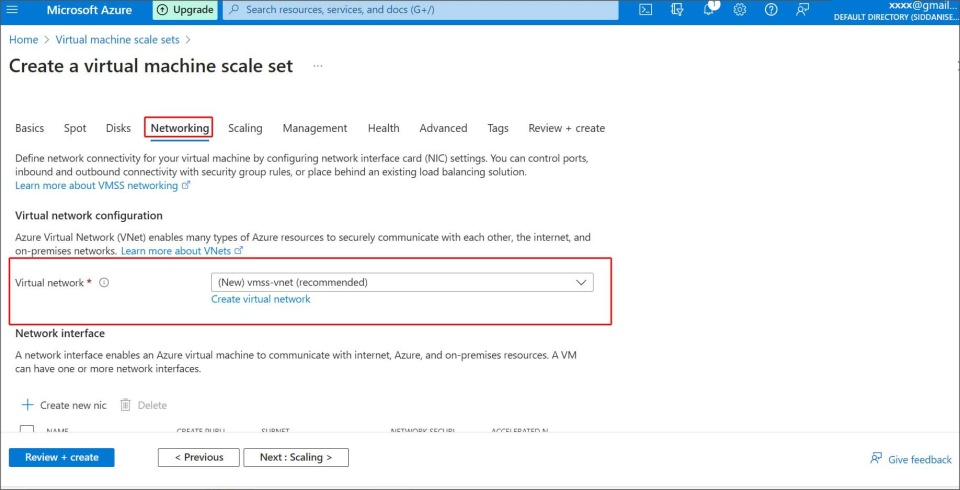 Microsoft Azure
Upgrade
Search resources, services, and docs (G+/)
1
xxxx@gmail...
DEFAULT DIRECTORY (SIDDANISE...
Home > Virtual machine scale sets >
Create a virtual machine scale set ...
Basics Spot Disks Networking Scaling Management Health Advanced Tags Review + create
Define network connectivity for your virtual machine by configuring network interface card (NIC) settings. You can control ports,
inbound and outbound connectivity with security group rules, or place behind an existing load balancing solution.
Learn more about VMSS networking
Virtual network configuration
Azure Virtual Network (VNet) enables many types of Azure resources to securely communicate with each other, the internet, and
on-premises networks. Learn more about VNets
Virtual network *
(New) vmss-vnet (recommended)
Create virtual network
Network interface
A network interface enables an Azure virtual machine to communicate with internet, Azure, and on-premises resources. A VM
can have one or more network interfaces.
+ Create new nic Delete
NAME CREATE PUBLI SUBNET NETWORK SECURI ACCELERATED N
Review + create < Previous Next : Scaling > Give feedback